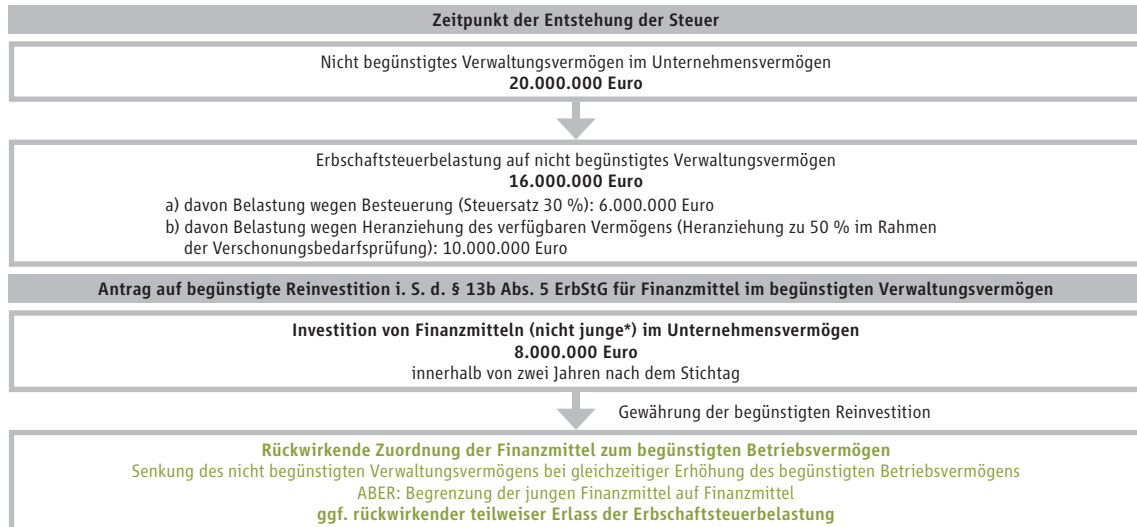 Zeitpunkt der Entstehung der Steuer
Nicht begünstigtes Verwaltungsvermögen im Unternehmensvermögen
20.000.000 Euro
Erbschaftsteuerbelastung auf nicht begünstigtes Verwaltungsvermögen
16.000.000 Euro
a) davon Belastung wegen Besteuerung (Steuersatz 30 %): 6.000.000 Euro
b) davon Belastung wegen Heranziehung des verfügbaren Vermögens (Heranziehung zu 50 % im Rahmen
der Verschonungsbedarfsprüfung): 10.000.000 Euro
Antrag auf begünstigte Reinvestition i. S. d. § 13b Abs. 5 ErbStG für Finanzmittel im begünstigten Verwaltungsvermögen
Investition von Finanzmitteln (nicht junge*) im Unternehmensvermögen
8.000.000 Euro
innerhalb von zwei Jahren nach dem Stichtag
Gewährung der begünstigten Reinvestition
Rückwirkende Zuordnung der Finanzmittel zum begünstigten Betriebsvermögen
Senkung des nicht begünstigten Verwaltungsvermögens bei gleichzeitiger Erhöhung des begünstigten Betriebsvermögens
ABER: Begrenzung der jungen Finanzmittel auf Finanzmittel
ggf. rückwirkender teilweiser Erlass der Erbschaftsteuerbelastung